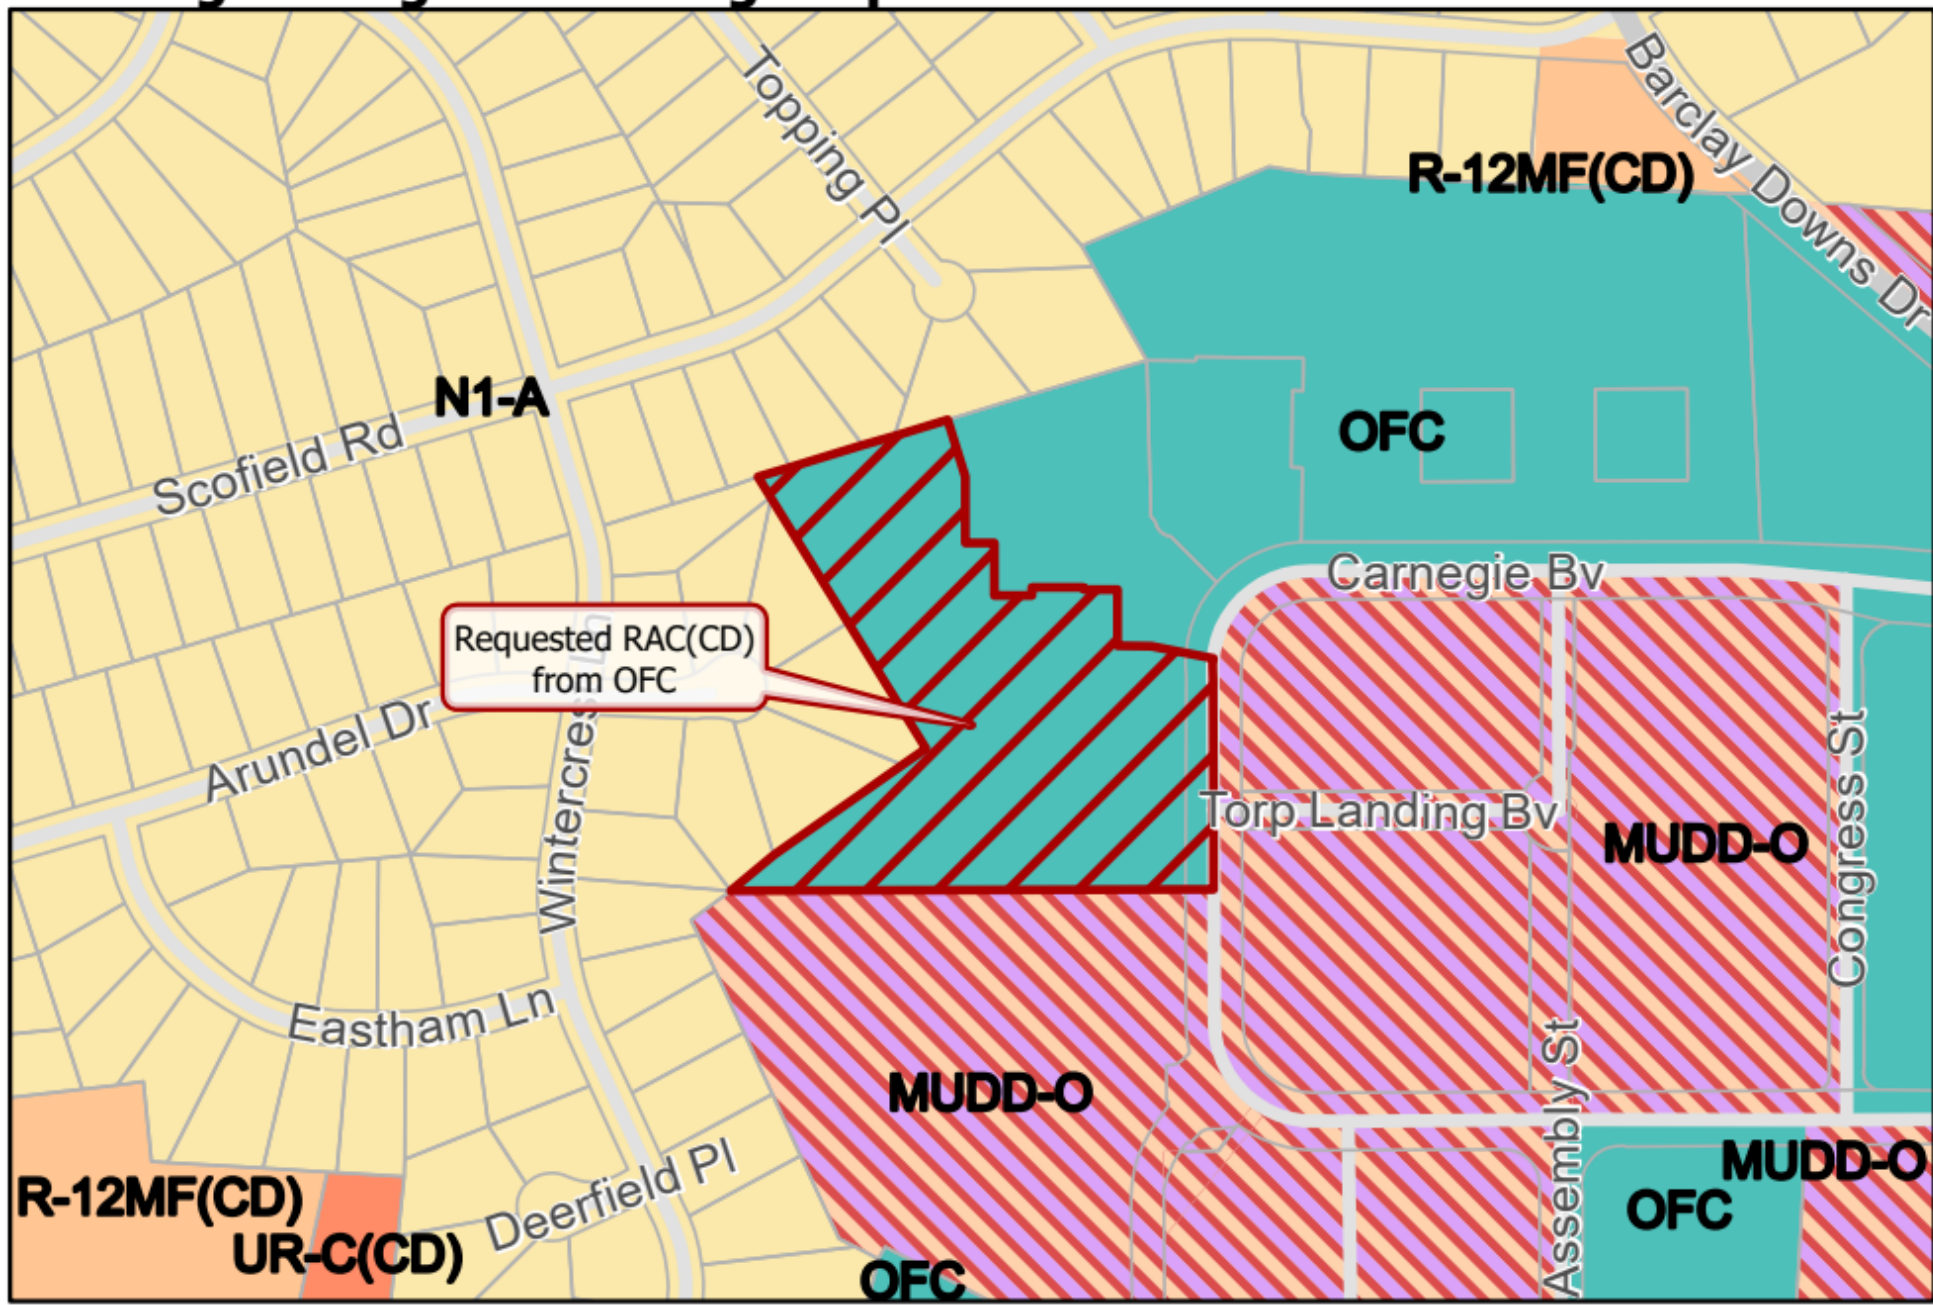 Topping Pl
Barclay Downs Dr
R-12MF(CD)
N1-A
Scofield Rd
OFC
Carnegie Bv
Requested RAC(CD)
from OFC
Arundel Dr
Torp Landing Bv
MUDD-O
Congress St
Eastham Ln
MUDD-O
Assembly St
MUDD-O
R-12MF(CD)
Deerfield Pl
OFC
UR-C(CD)
OFC